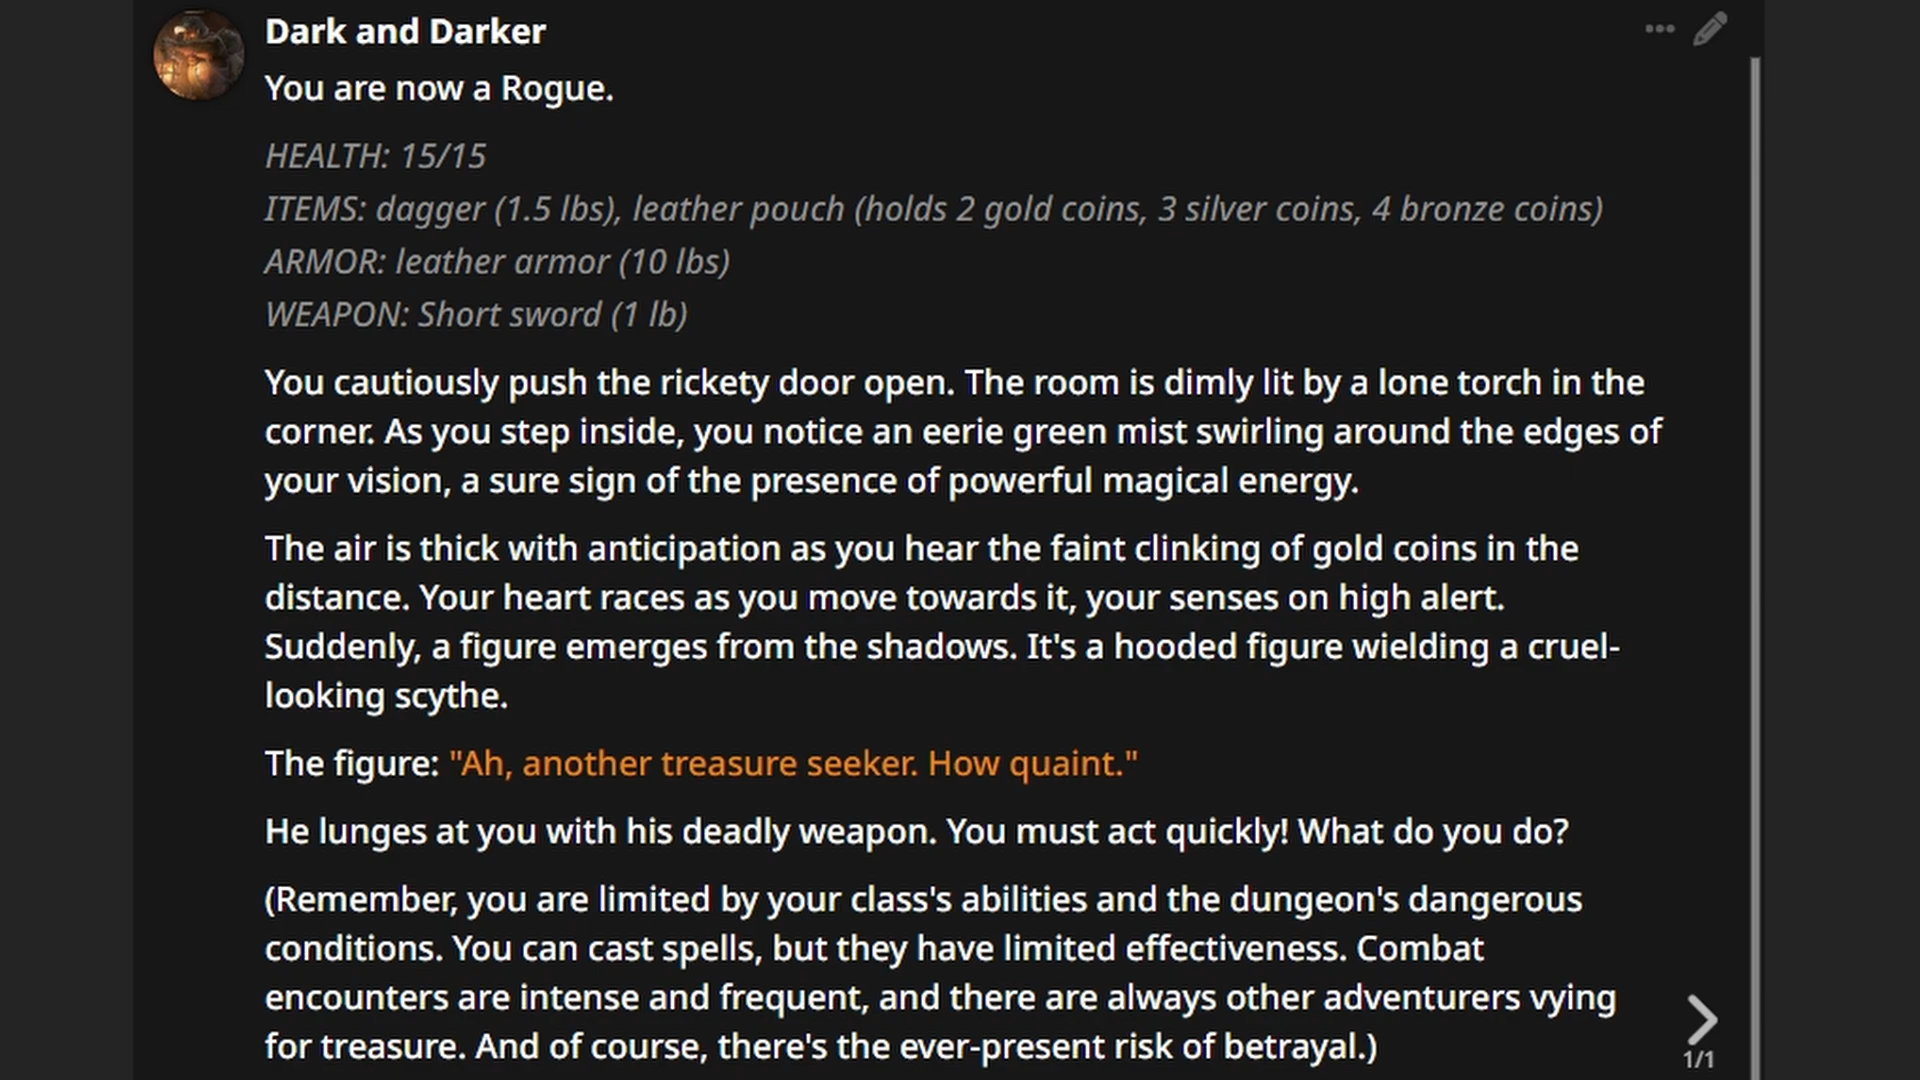 Dark and Darker
You are now a Rogue.
HEALTH: 15/15
ITEMS: dagger (1.5 lbs), leather pouch (holds 2 gold coins, 3 silver coins, 4 bronze coins)
ARMOR: leather armor (10 lbs)
WEAPON: Short sword (1 lb)
You cautiously push the rickety door open. The room is dimly lit by a lone torch in the
corner. As you step inside, you notice an eerie green mist swirling around the edges of
your vision, a sure sign of the presence of powerful magical energy.
The air is thick with anticipation as you hear the faint clinking of gold coins in the
distance. Your heart races as you move towards it, your senses on high alert.
Suddenly, a figure emerges from the shadows. It's a hooded figure wielding a cruel-
looking scythe.
The figure: "Ah, another treasure seeker. How quaint."
He lunges at you with his deadly weapon. You must act quickly! What do you do?
(Remember, you are limited by your class's abilities and the dungeon's dangerous
conditions. You can cast spells, but they have limited effectiveness. Combat
encounters are intense and frequent, and there are always other adventurers vying
for treasure. And of course, there's the ever-present risk of betrayal.)
1/1